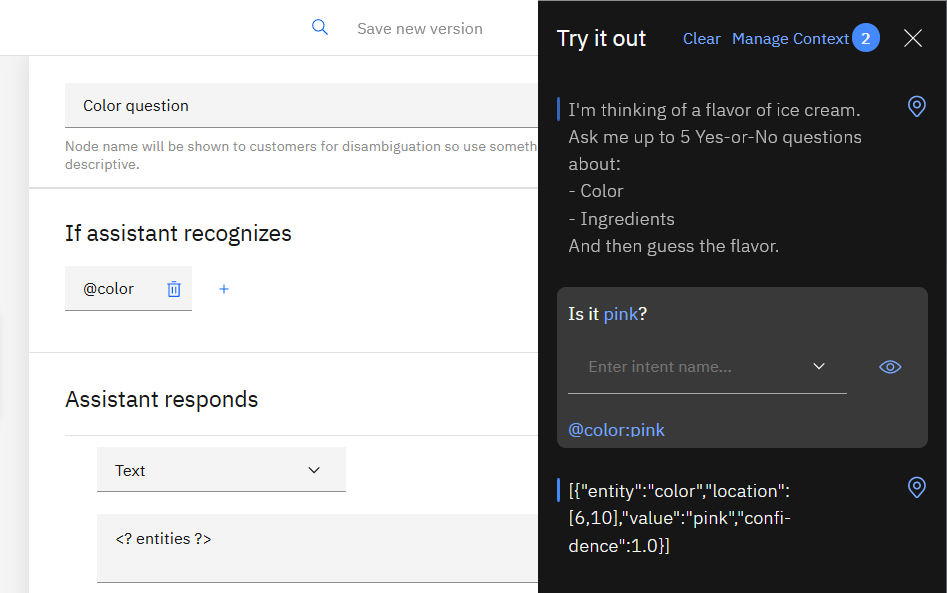 Save new version
Color question
Node name will be shown to customers for disambiguation so use someth
descriptive.
If assistant recognizes
@color
+
Assistant responds
Text
<? entities ?>
Try it out
Clear
Manage Context
2
I'm thinking of a flavor of ice cream.
Ask me up to 5 Yes-or-No questions
about:
- Color
- Ingredients
And then guess the flavor.
Is it pink?
Enter intent name...
@color:pink
[{"entity":"color","location":
[6,10],"value":"pink","confi-
dence":1.0}]